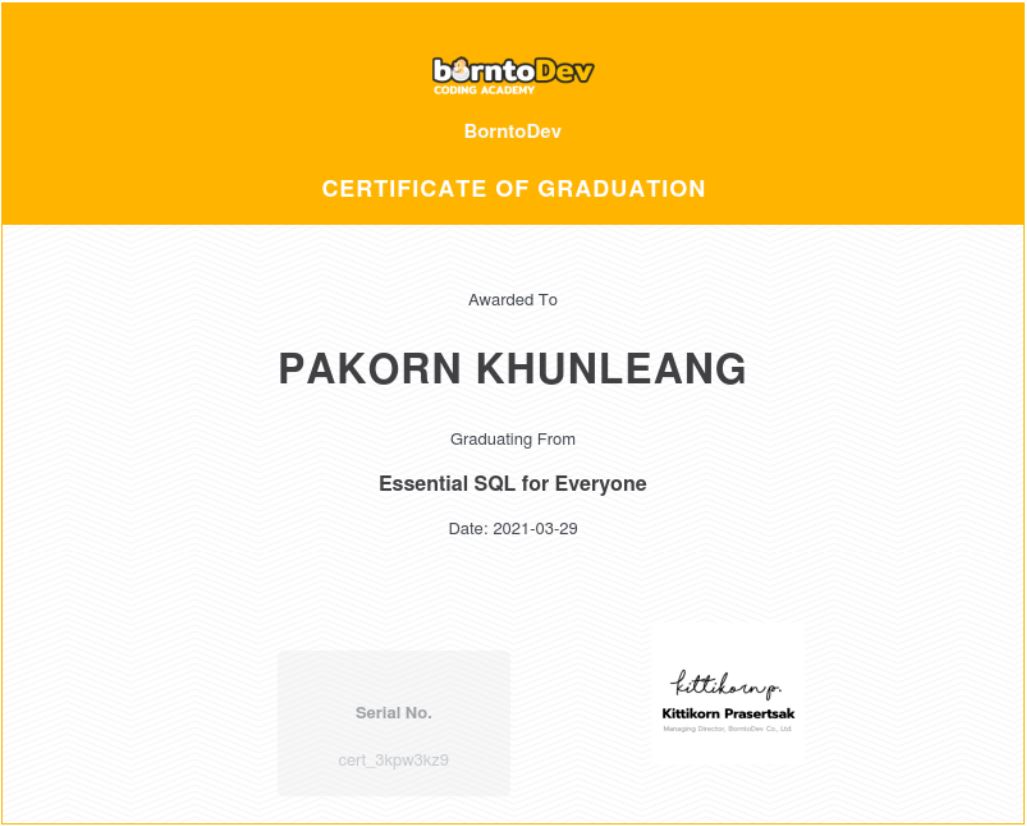 borntoDev
CODING ACADEMY
BorntoDev
CERTIFICATE OF GRADUATION
Awarded To
PAKORN KHUNLEANG
Graduating From
Essential SQL for Everyone
Date: 2021-03-29
Serial No.
cert_3kpw3kz9
kittikorn p.
Kittikorn Prasertsak
Managing Director, BorntoDev Co., Ltd.